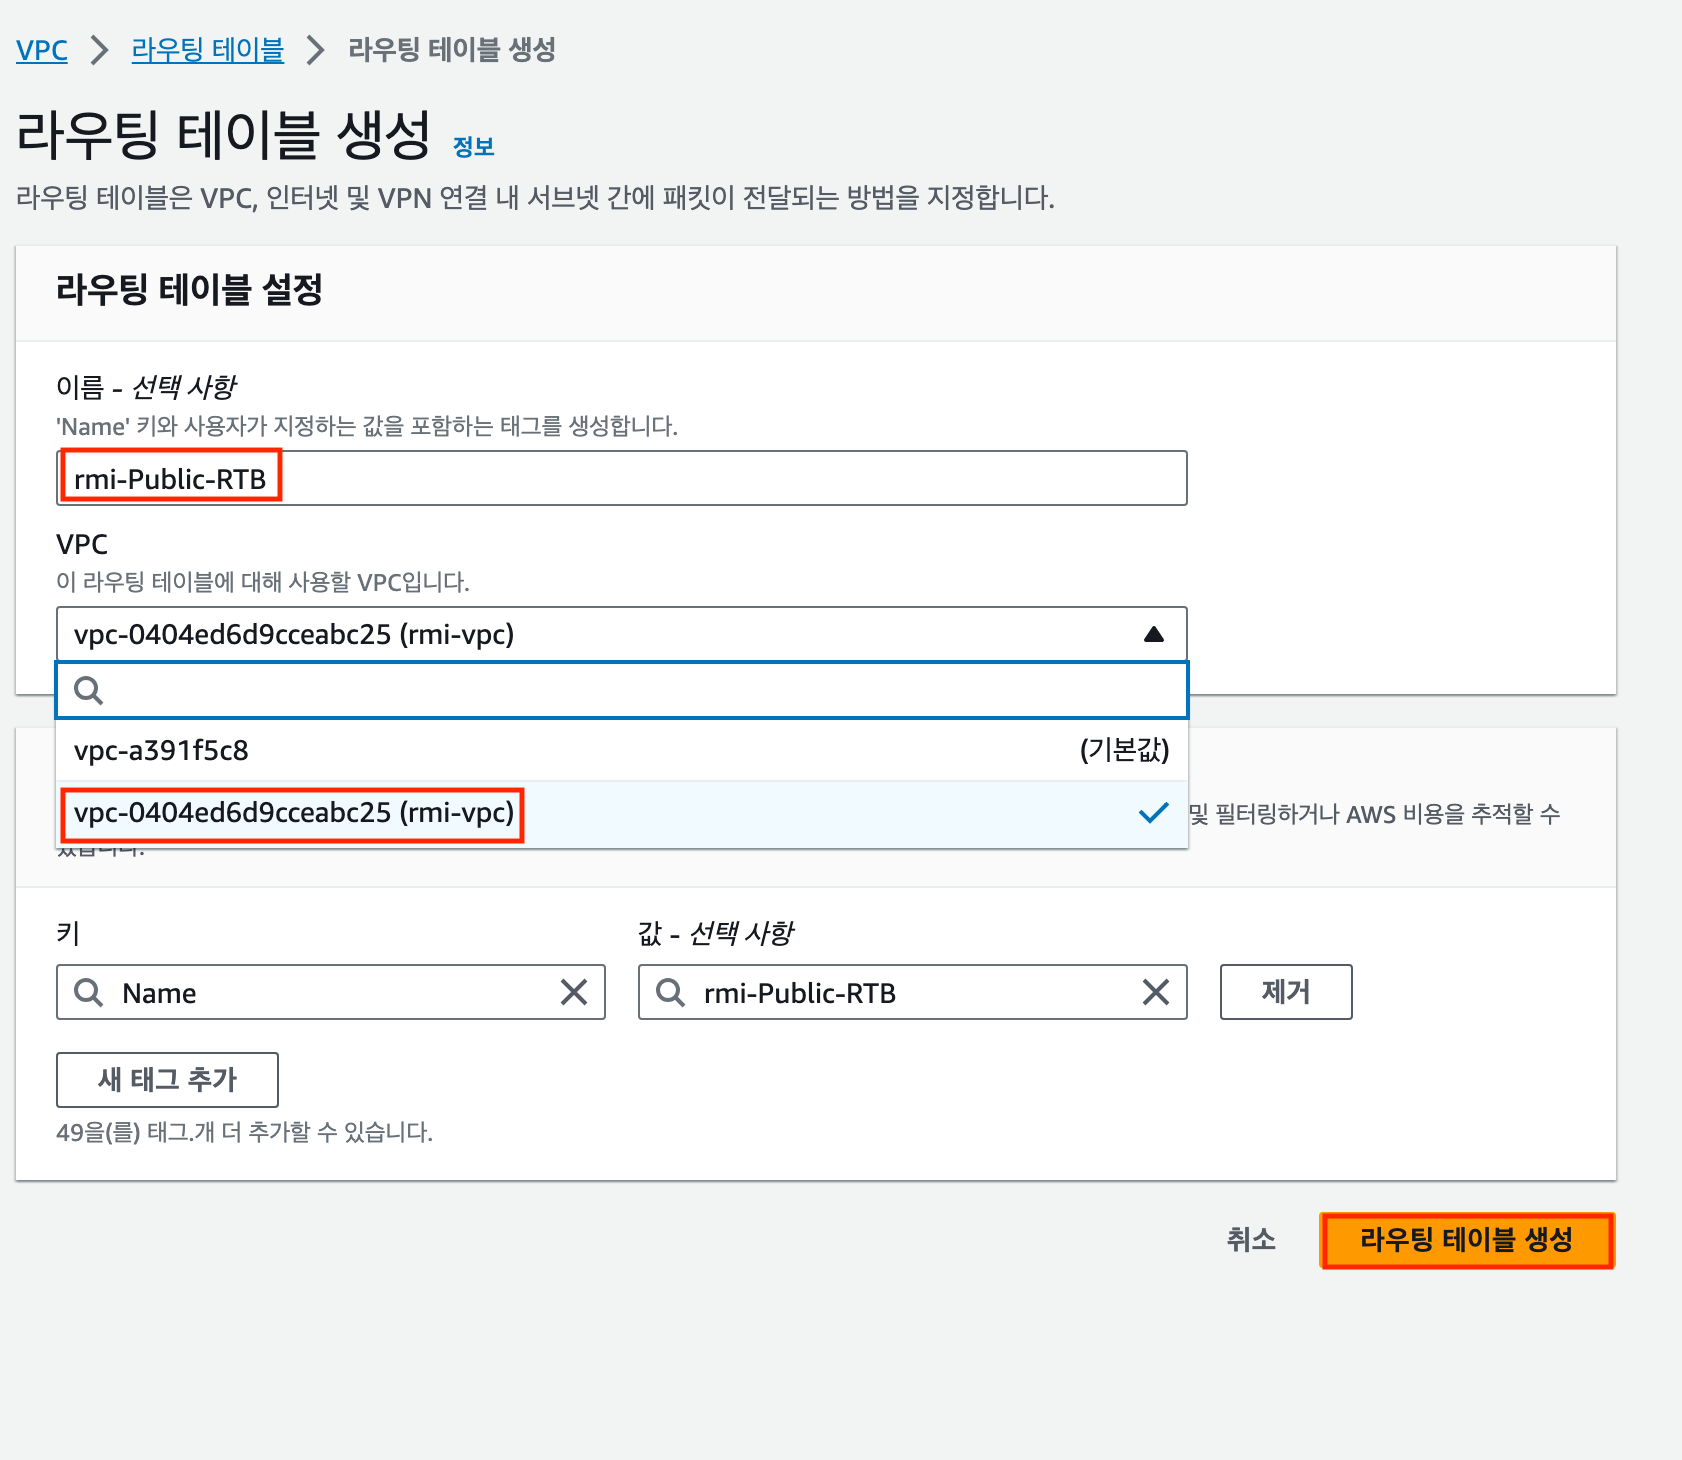 VPC > 라우팅 테이블 > 라우팅 테이블 생성
라우팅 테이블 생성 정보
라우팅 테이블은 VPC, 인터넷 및 VPN 연결 내 서브넷 간에 패킷이 전달되는 방법을 지정합니다.
라우팅 테이블 설정
이름 - 선택 사항
'Name' 키와 사용자가 지정하는 값을 포함하는 태그를 생성합니다.
rmi-Public-RTB
VPC
이 라우팅 테이블에 대해 사용할 VPC입니다.
vpc-0404ed6d9cceabc25 (rmi-vpc)
vpc-a391f5c8 (기본값)
vpc-0404ed6d9cceabc25 (rmi-vpc)
및 필터링하거나 AWS 비용을 추적할 수
있습니다.
키 값 - 선택 사항
Name rmi-Public-RTB 제거
새 태그 추가
49을(를) 태그.개 더 추가할 수 있습니다.
취소 라우팅 테이블 생성